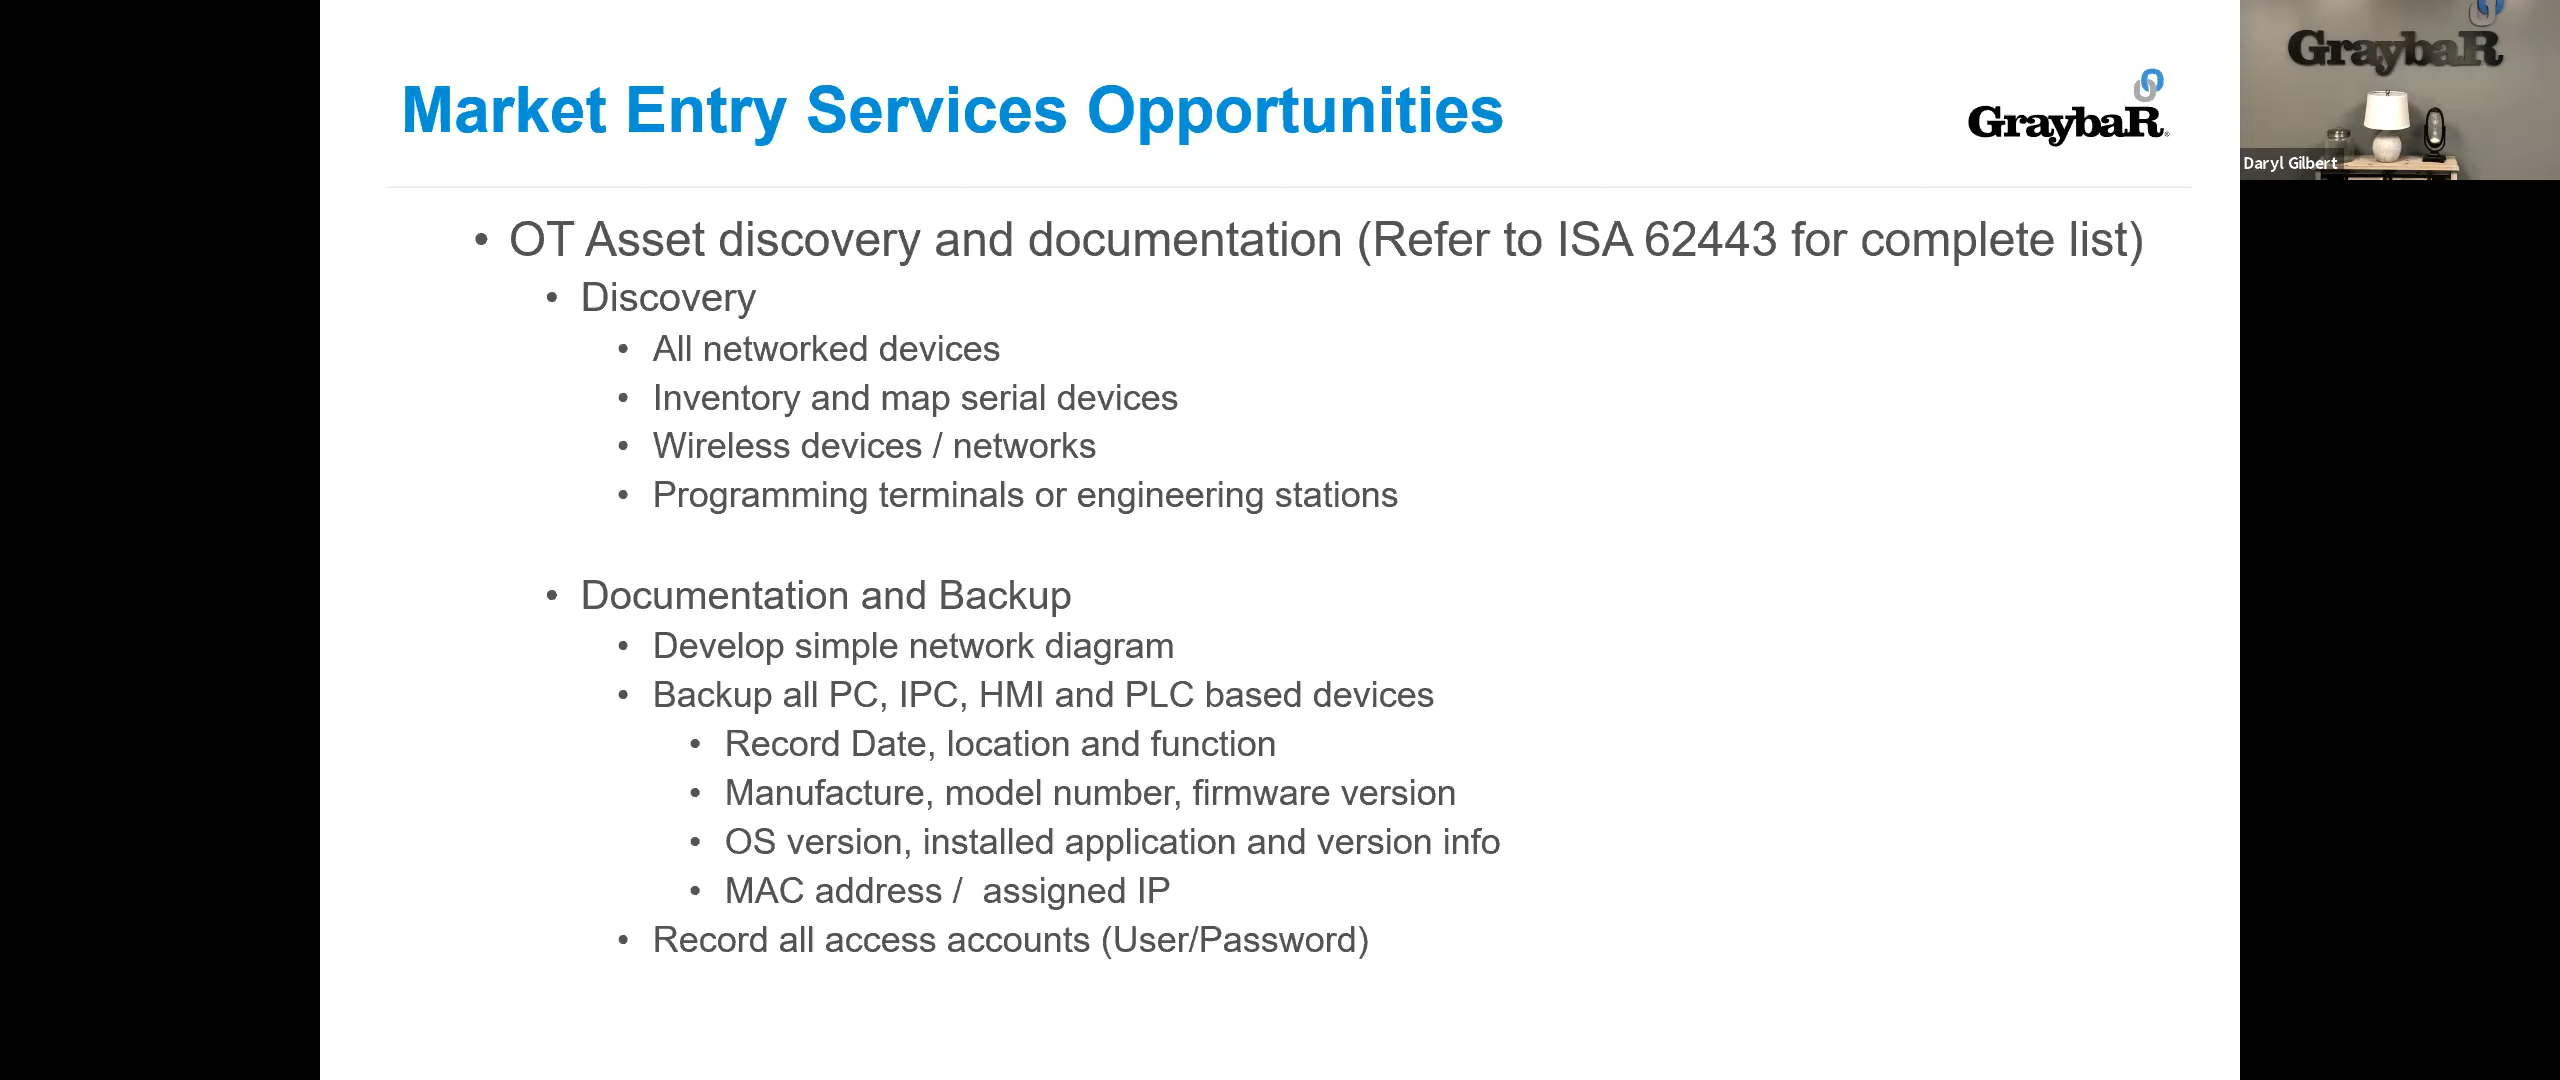 Market Entry Services Opportunities
GraybaR
GraybaR
Daryl Gilbert
• OT Asset discovery and documentation (Refer to ISA 62443 for complete list)
• Discovery
• All networked devices
• Inventory and map serial devices
• Wireless devices / networks
• Programming terminals or engineering stations
• Documentation and Backup
• Develop simple network diagram
• Backup all PC, IPC, HMI and PLC based devices
• Record Date, location and function
• Manufacture, model number, firmware version
• OS version, installed application and version info
• MAC address /  assigned IP
• Record all access accounts (User/Password)